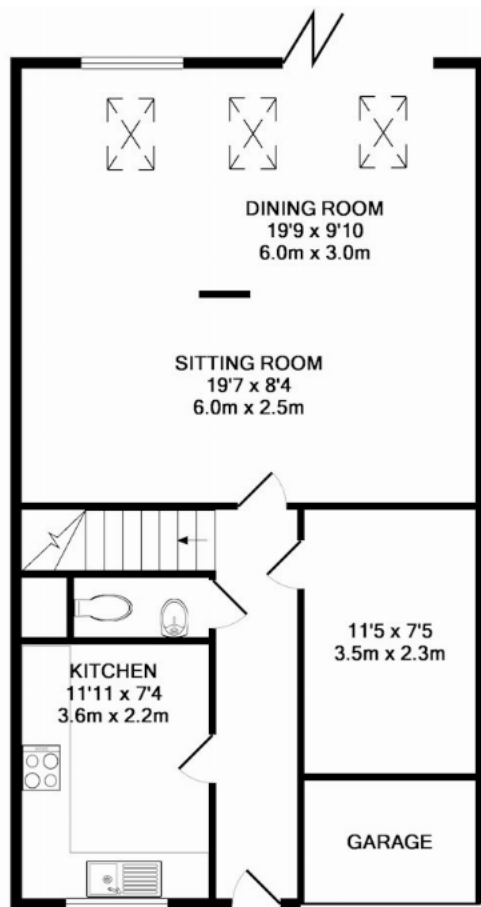 DINING ROOM
19'9 x 9'10
6.0m x 3.0m
SITTING ROOM
19'7 x 8'4
6.0m x 2.5m
11'5 x 7'5
3.5m x 2.3m
KITCHEN
11'11 x 7'4
3.6m x 2.2m
GARAGE